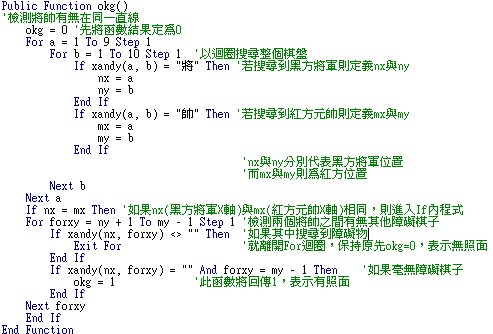 Public Function okg()
'檢測將帥有無在同一直線
okg = 0 '先將函數結果定爲0
For a = 1 To 9 Step 1
For b = 1 To 10 Step 1 '以迴圈搜尋整個棋盤
If xandy(a, b) = "將" Then '若搜尋到黑方將軍則定義nx與ny
nx = a
ny = b
End If
If xandy(a, b) = "帥" Then '若搜尋到紅方元帥則定義mx與my
mx = a
my = b
End If
'nx與ny分別代表黑方將軍位置
'而mx與my則爲紅方位置
Next b
Next a
If nx = mx Then '如果nx(黑方將軍X軸)與mx(紅方元帥X軸)相同，則進入If內程式
For forxy = ny + 1 To my - 1 Step 1 '檢測兩個將帥之間有無其他障礙棋子
If xandy(nx, forxy) <> "" Then '如果其中搜尋到障礙物
Exit For '就離開For迴圈，保持原先okg=0，表示無照面
End If
If xandy(nx, forxy) = "" And forxy = my - 1 Then '如果毫無障礙棋子
okg = 1 '此函數將回傳1，表示有照面
End If
Next forxy
End If
End Function